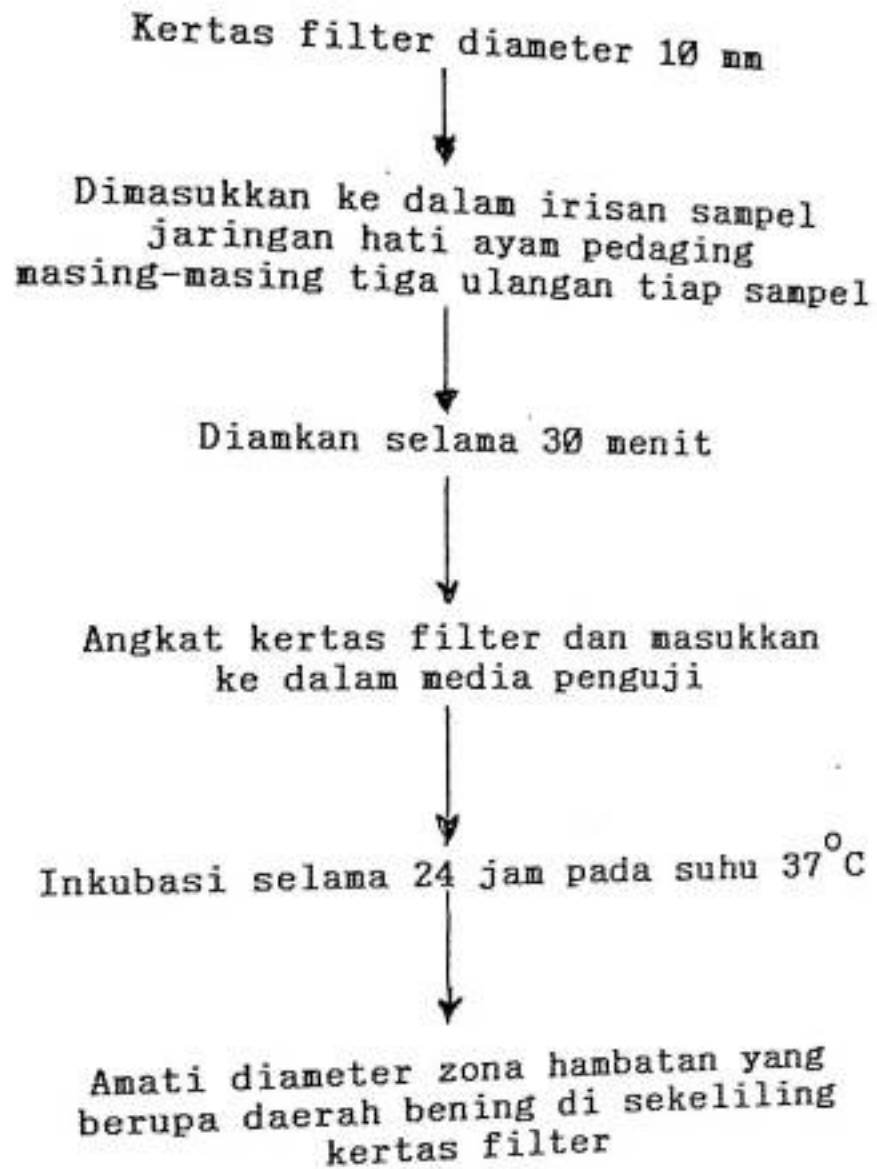 Kertas filter diameter 10 mm
Dimasukkan ke dalam irisan sampel
jaringan hati ayam pedaging
masing-masing tiga ulangan tiap sampel
Diamkan selama 30 menit
Angkat kertas filter dan masukkan
ke dalam media penguji
Inkubasi selama 24 jam pada suhu 37°C
Amati diameter zona hambatan yang
berupa daerah bening di sekeliling
kertas filter